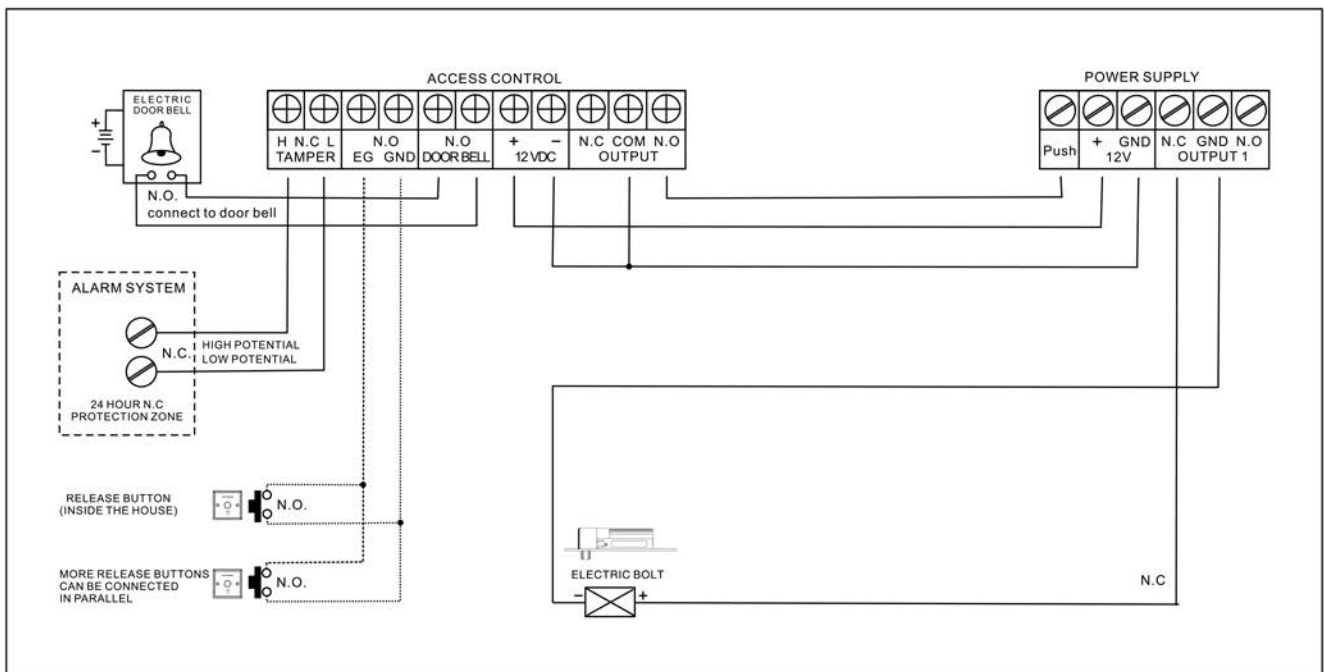 ACCESS CONTROL
POWER SUPPLY
ELECTRIC
DOOR BELL
+
−
H N.C L
TAMPER
N.O
EG GND
N.O
DOOR BELL
+ −
12 VDC
N.C COM N.O
OUTPUT
Push
+ GND
12V
N.C GND N.O
OUTPUT 1
N.O.
connect to door bell
ALARM SYSTEM
N.C.
HIGH POTENTIAL
LOW POTENTIAL
24 HOUR N.C
PROTECTION ZONE
RELEASE BUTTON
(INSIDE THE HOUSE)
N.O.
MORE RELEASE BUTTONS
CAN BE CONNECTED
IN PARALLEL
N.O.
ELECTRIC BOLT
− +
N.C